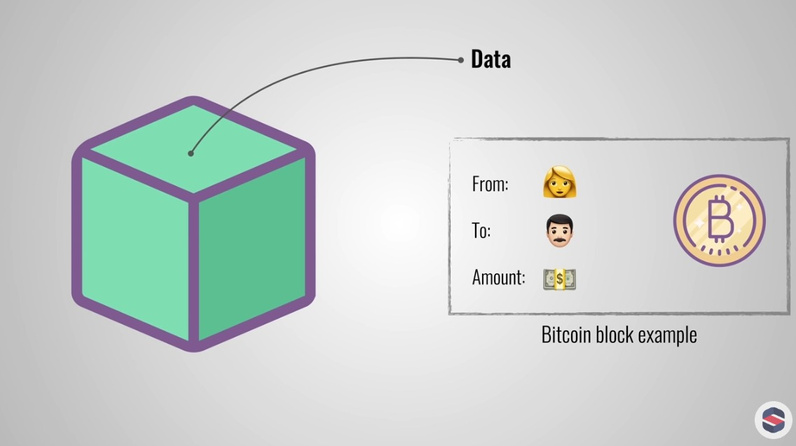 Data
From:
To:
Amount:
Bitcoin block example